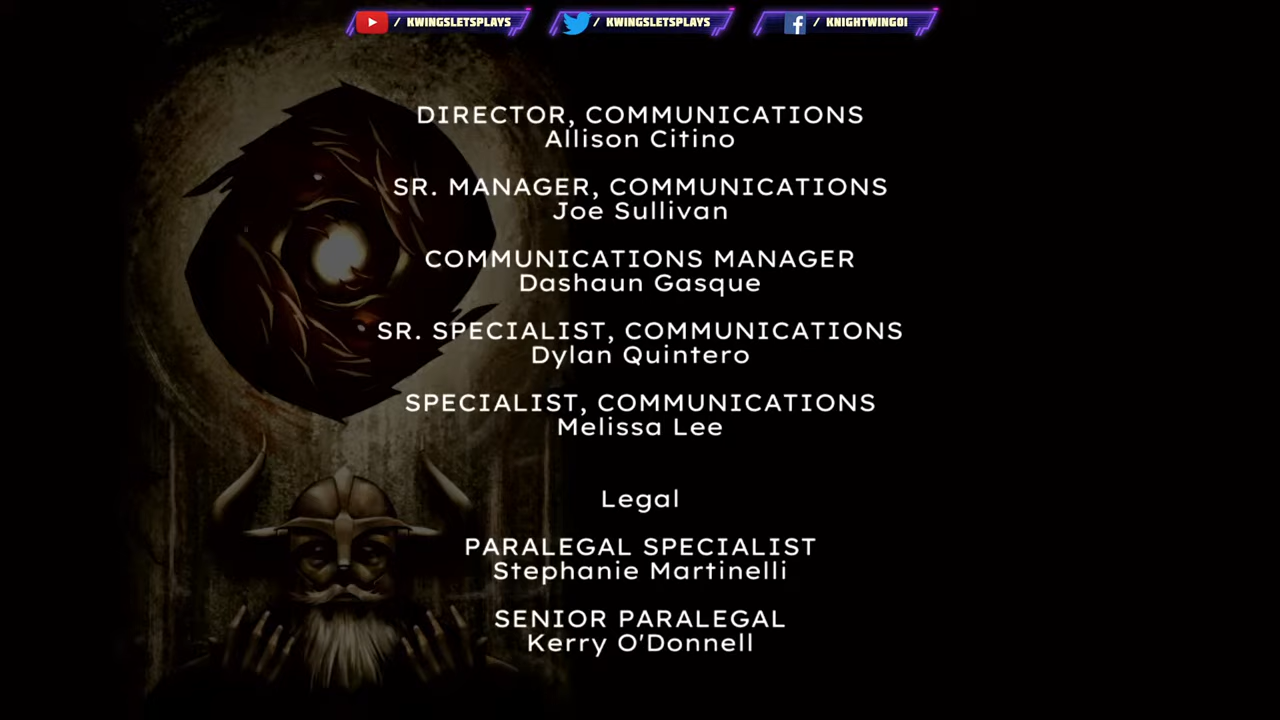 / KWINGSLETSPLAYS / KWINGSLETSPLAYS / KNIGHTWING01
DIRECTOR, COMMUNICATIONS
Allison Citino
SR. MANAGER, COMMUNICATIONS
Joe Sullivan
COMMUNICATIONS MANAGER
Dashaun Gasque
SR. SPECIALIST, COMMUNICATIONS
Dylan Quintero
SPECIALIST, COMMUNICATIONS
Melissa Lee
Legal
PARALEGAL SPECIALIST
Stephanie Martinelli
SENIOR PARALEGAL
Kerry O'Donnell